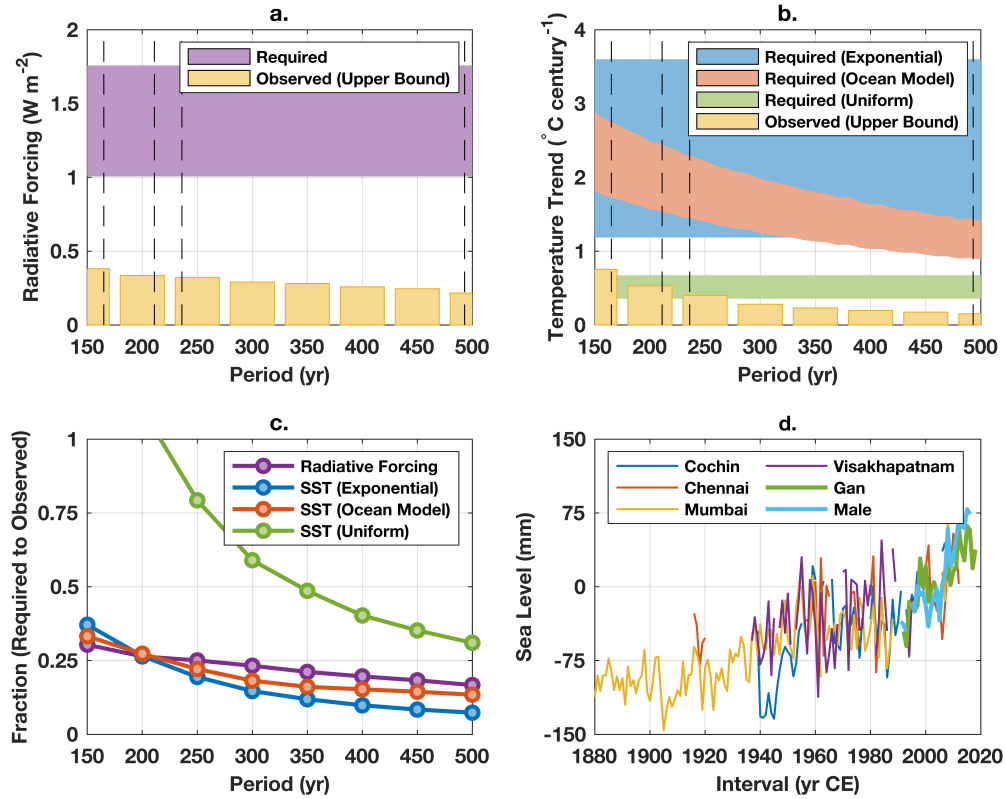 a.
2
1.5
1
0.5
0
Radiative Forcing (W m⁻²)
Required
Observed (Upper Bound)
150 200 250 300 350 400 450 500
Period (yr)
b.
4
3
2
1
0
Temperature Trend (°C century⁻¹)
Required (Exponential)
Required (Ocean Model)
Required (Uniform)
Observed (Upper Bound)
150 200 250 300 350 400 450 500
Period (yr)
c.
1
0.75
0.5
0.25
0
Fraction (Required to Observed)
Radiative Forcing
SST (Exponential)
SST (Ocean Model)
SST (Uniform)
150 200 250 300 350 400 450 500
Period (yr)
d.
150
75
0
-75
-150
Sea Level (mm)
Cochin Visakhapatnam
Chennai Gan
Mumbai Male
1880 1900 1920 1940 1960 1980 2000 2020
Interval (yr CE)